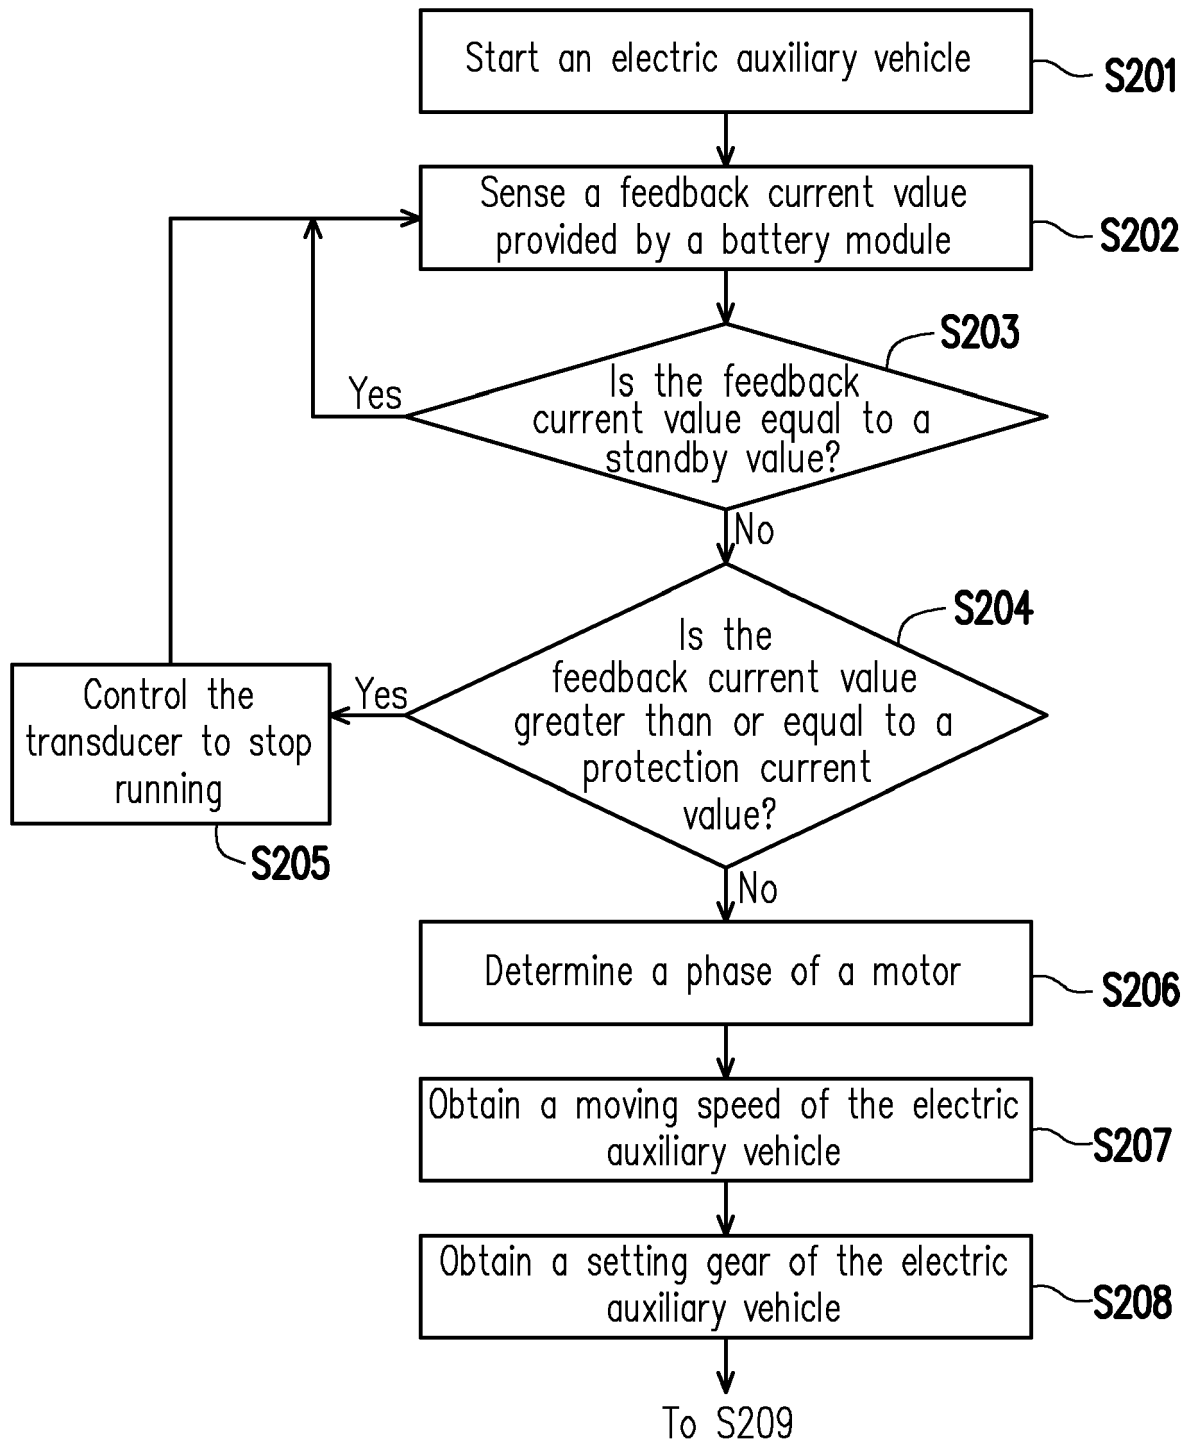 Start an electric auxiliary vehicle
S201
Sense a feedback current value
provided by a battery module
S202
S203
Is the feedback
current value equal to a
standby value?
Yes
No
S204
Is the
feedback current value
greater than or equal to a
protection current
value?
Yes
Control the
transducer to stop
running
S205
No
Determine a phase of a motor
S206
Obtain a moving speed of the electric
auxiliary vehicle
S207
Obtain a setting gear of the electric
auxiliary vehicle
S208
To S209